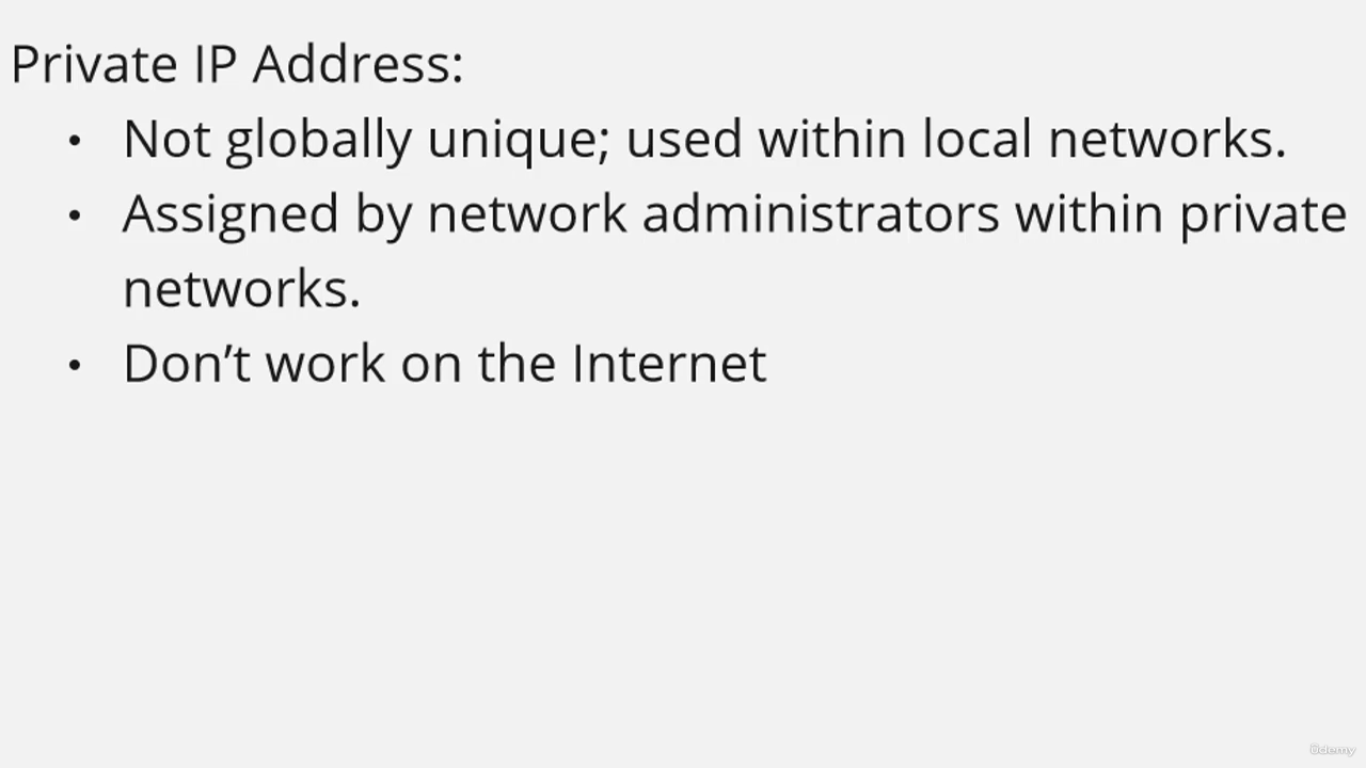 Private IP Address:
• Not globally unique; used within local networks.
• Assigned by network administrators within private
networks.
• Don’t work on the Internet
ûdemy